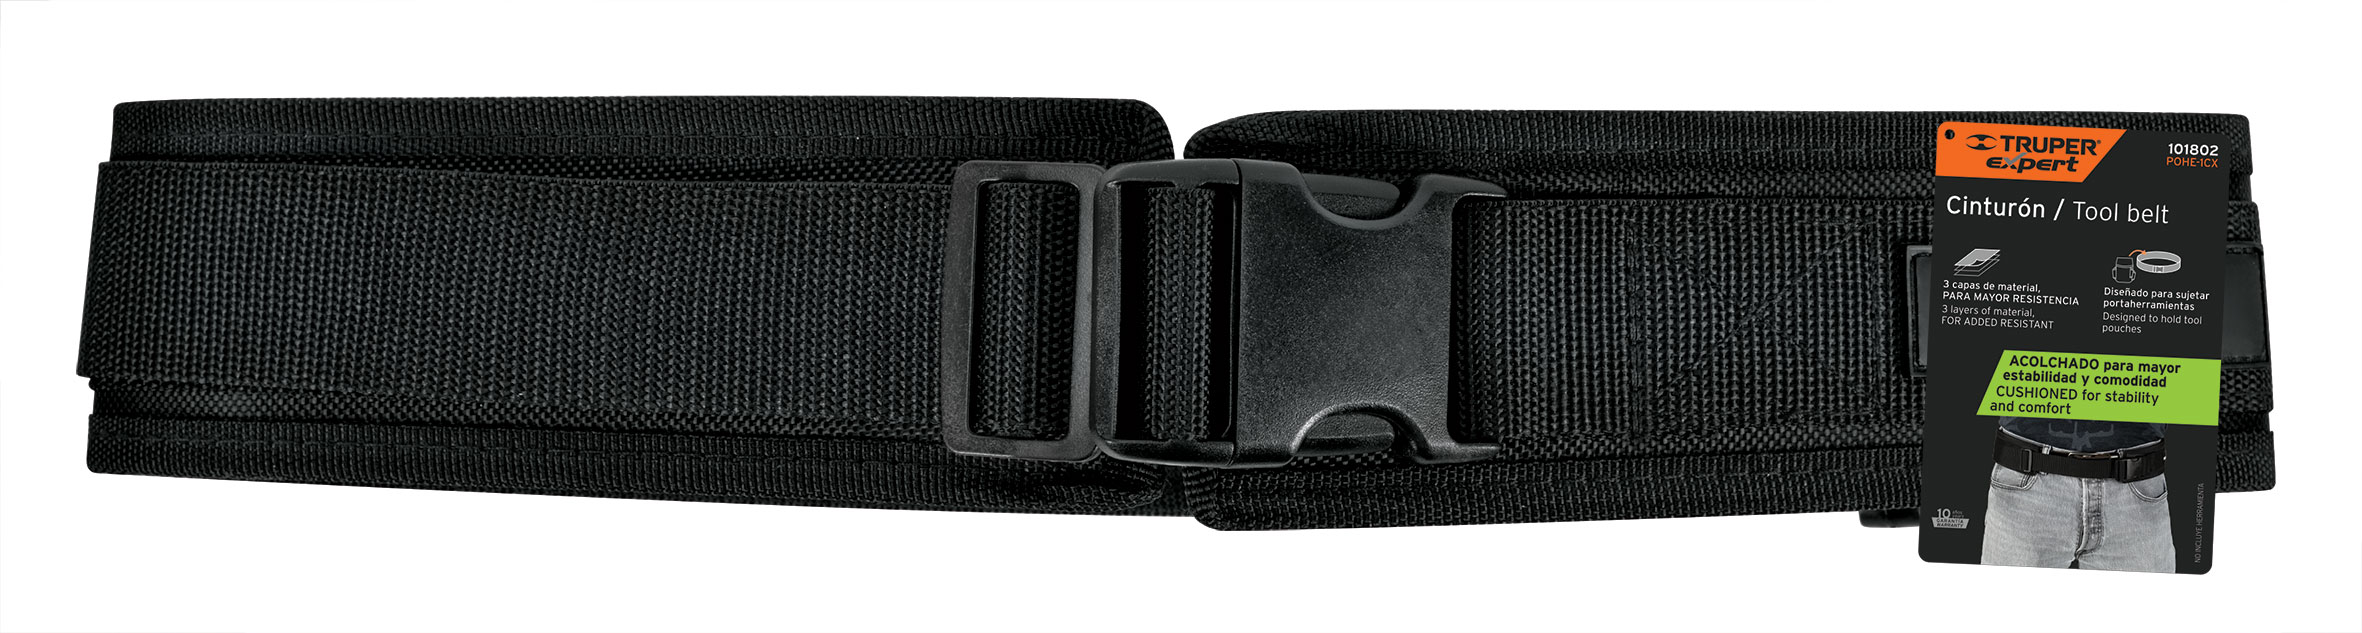 TRUPER®
expert
101802
POHE-1CX
Cinturón / Tool belt
3 capas de material,
PARA MAYOR RESISTENCIA
3 layers of material,
FOR ADDED RESISTANT
Diseñado para sujetar
portaherramientas
Designed to hold tool
pouches
ACOLCHADO para mayor
estabilidad y comodidad
CUSHIONED for stability
and comfort
10 años
years
GARANTÍA
WARRANTY
NO INCLUYE HERRAMIENTA